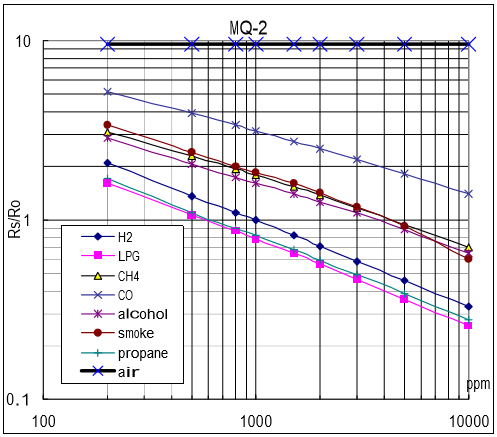 MQ-2
10
1
0.1
Rs/Ro
H2
LPG
CH4
CO
alcohol
smoke
propane
air
ppm
100
1000
10000